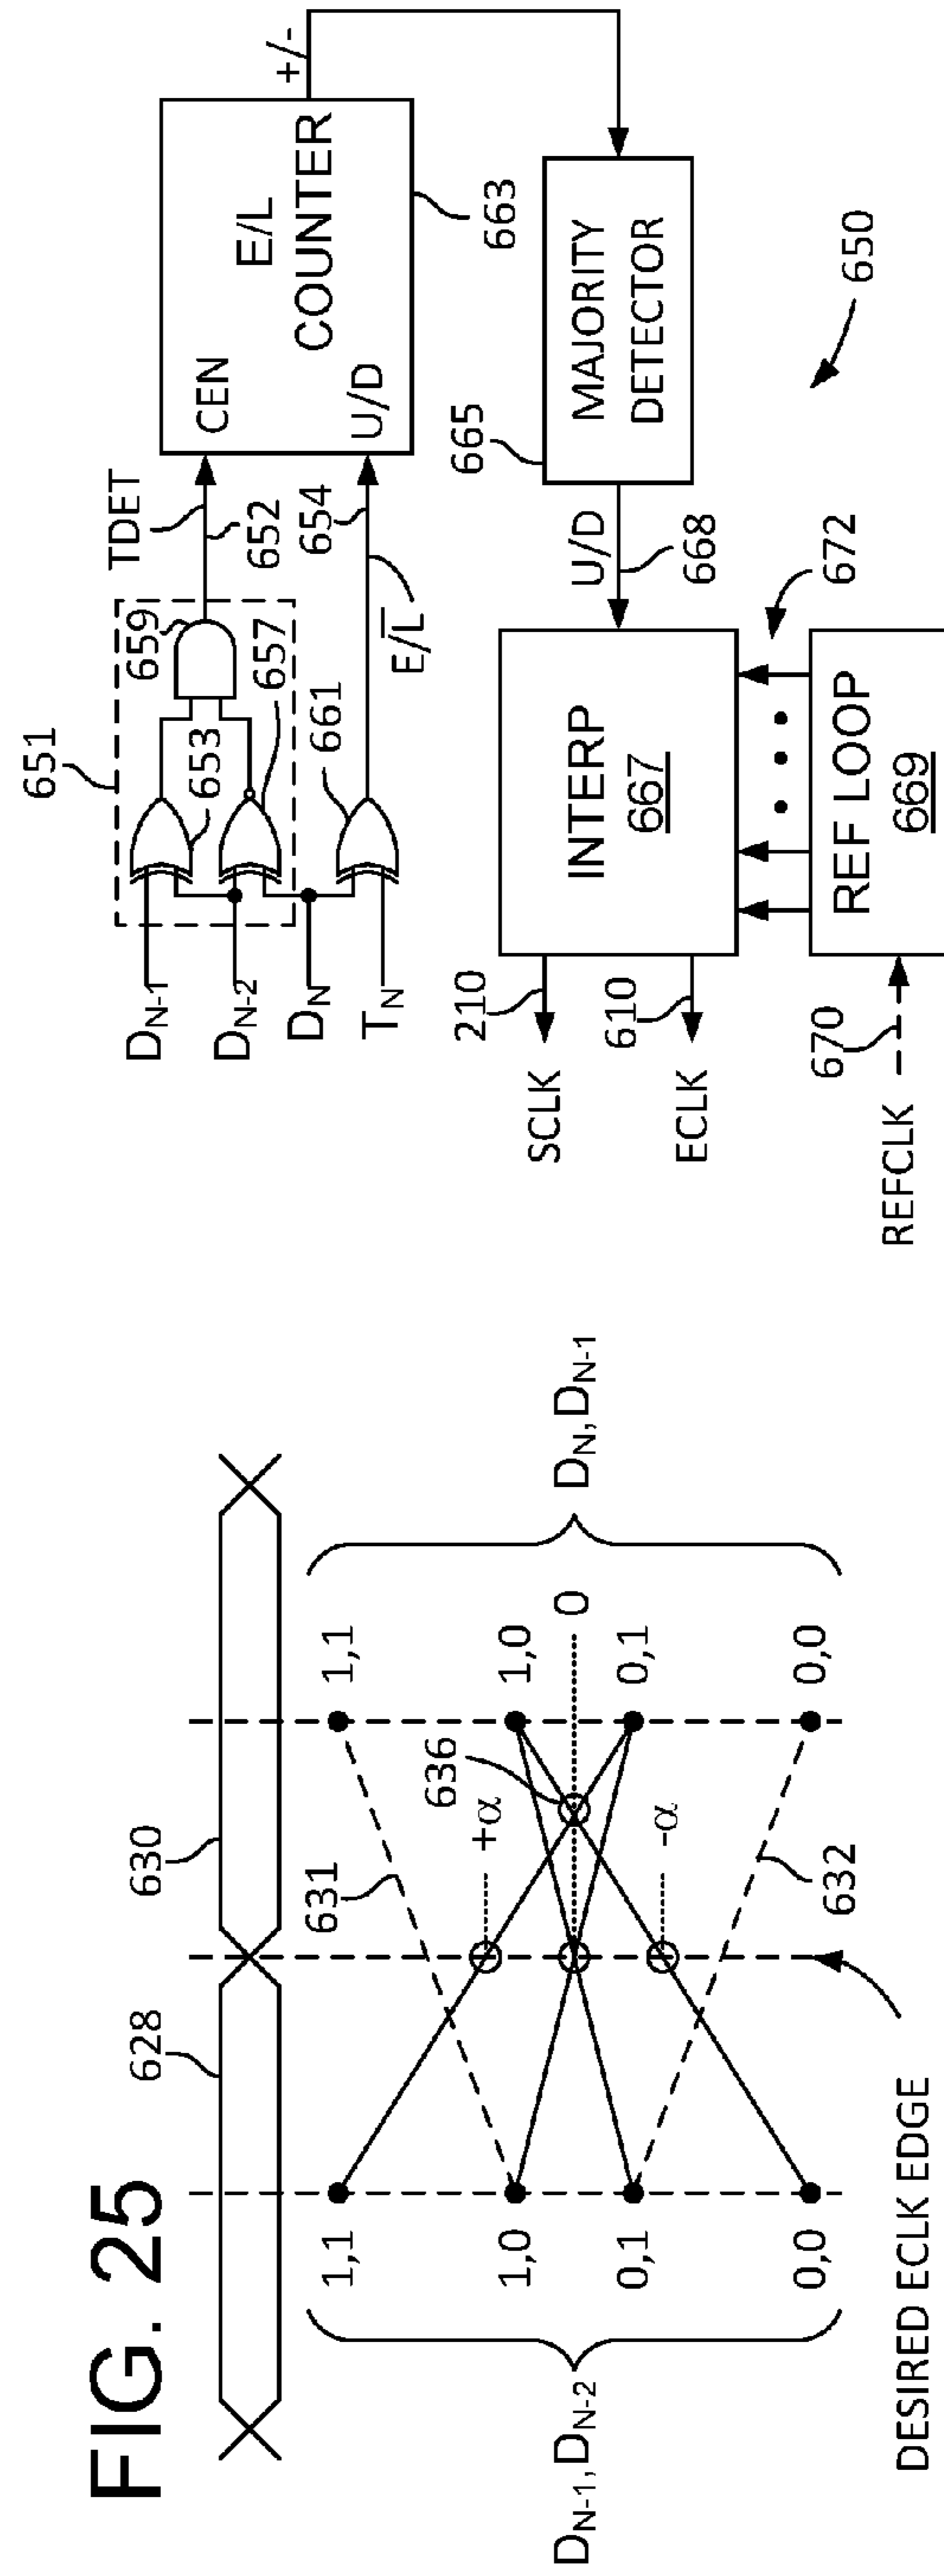 FIG. 25
628
630
1,1
1,0
0,1
0,0
D_{N-1},D_{N-2}
631
632
636
+α
-α
1,1
1,0
0
0,1
0,0
D_N,D_{N-1}
DESIRED ECLK EDGE
651
D_{N-1}
D_{N-2}
D_N
T_N
653
659
657
661
TDET
652
654
E/L̅
CEN
U/D
E/L
COUNTER
663
+/-
MAJORITY
DETECTOR
665
U/D
668
INTERP
667
SCLK
210
ECLK
610
672
REF LOOP
669
REFCLK
670
650